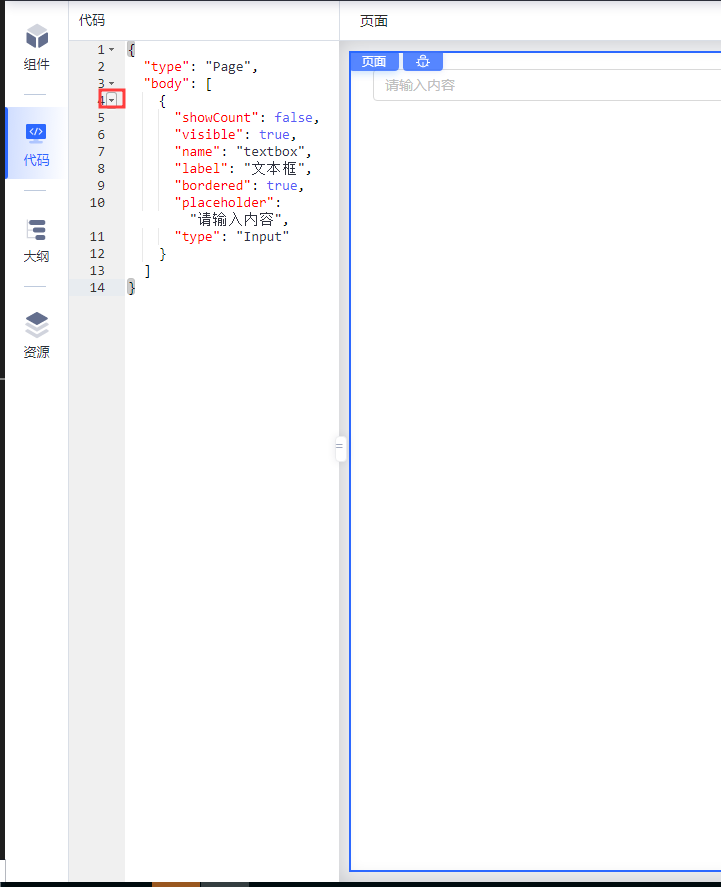 组件
代码
大纲
资源
代码
1 {
2 "type": "Page",
3 "body": [
4 {
5 "showCount": false,
6 "visible": true,
7 "name": "textbox",
8 "label": "文本框",
9 "bordered": true,
10 "placeholder":
"请输入内容",
11 "type": "Input"
12 }
13 ]
14 }
页面
页面
请输入内容